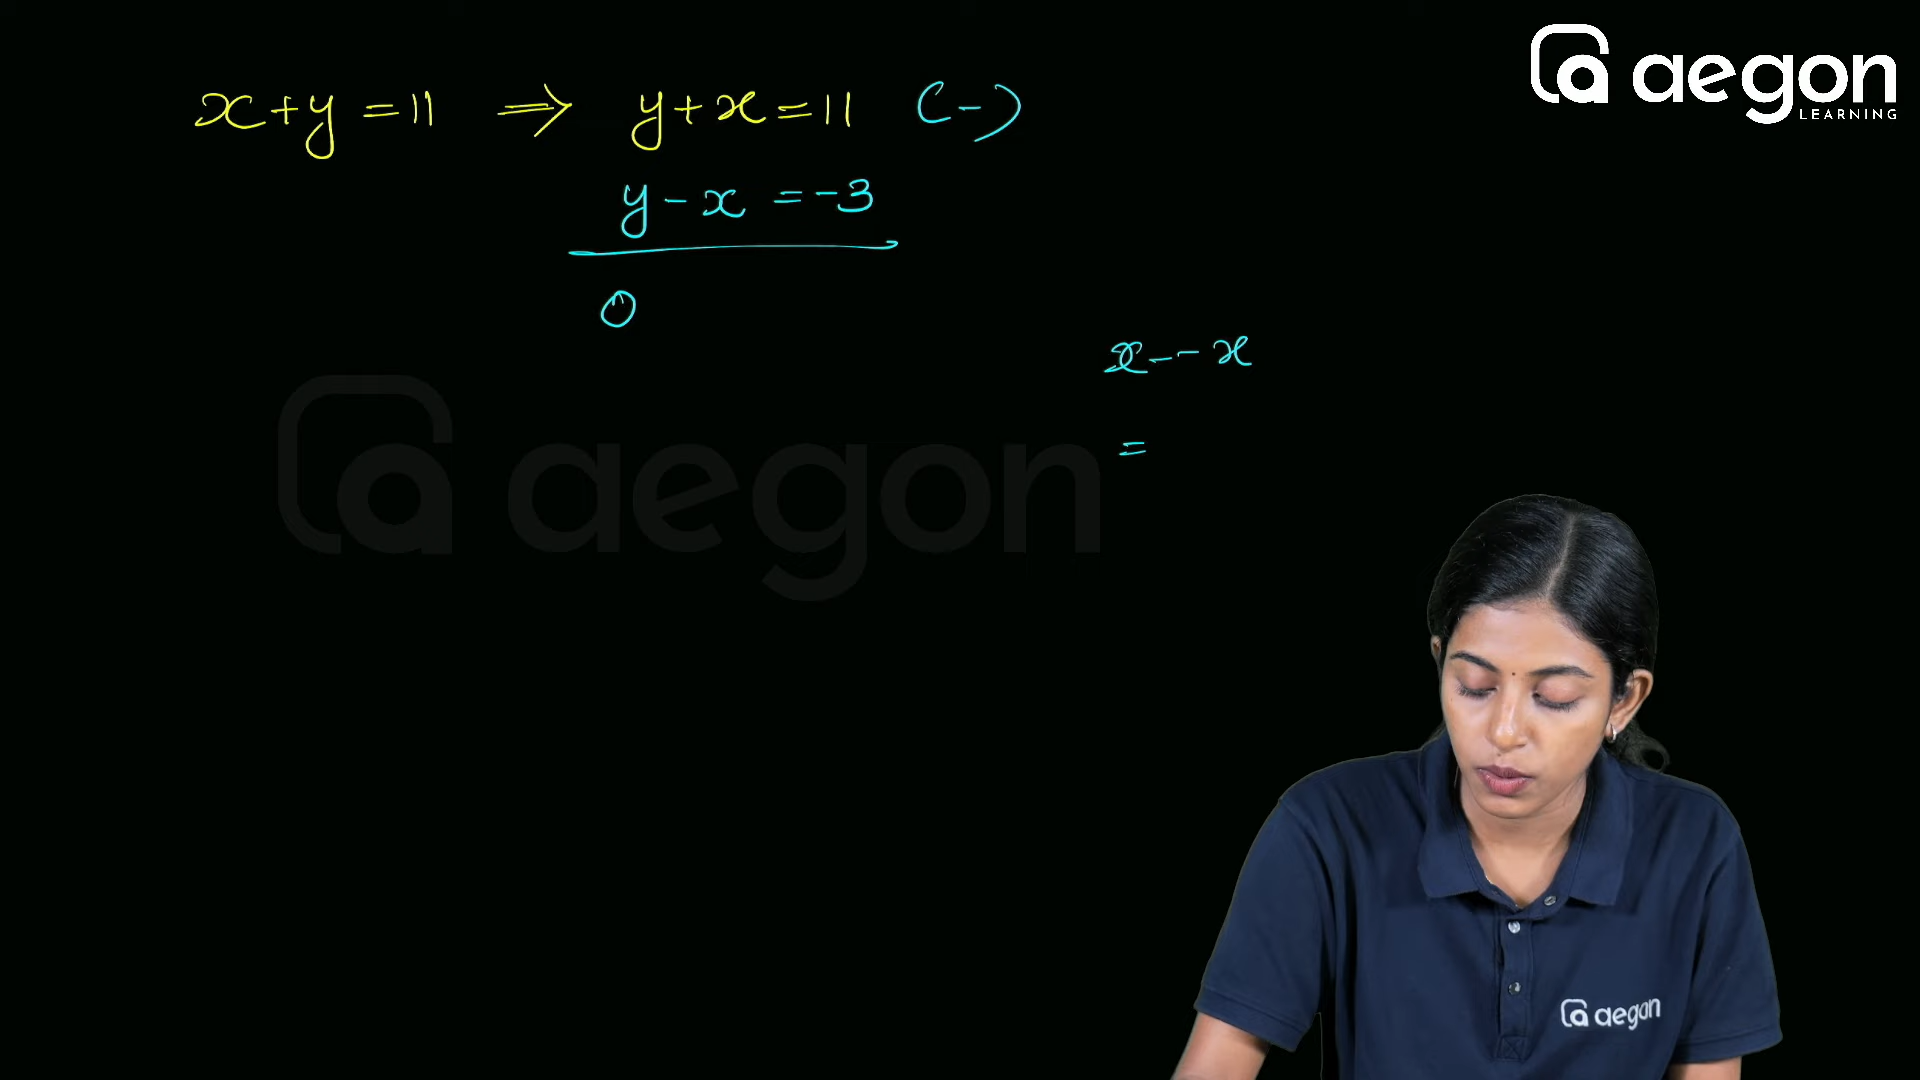 aegon
LEARNING
x + y = 11 ⇒ y + x = 11 (-)
y - x = -3
0
x - - x
=
aegon
aegon